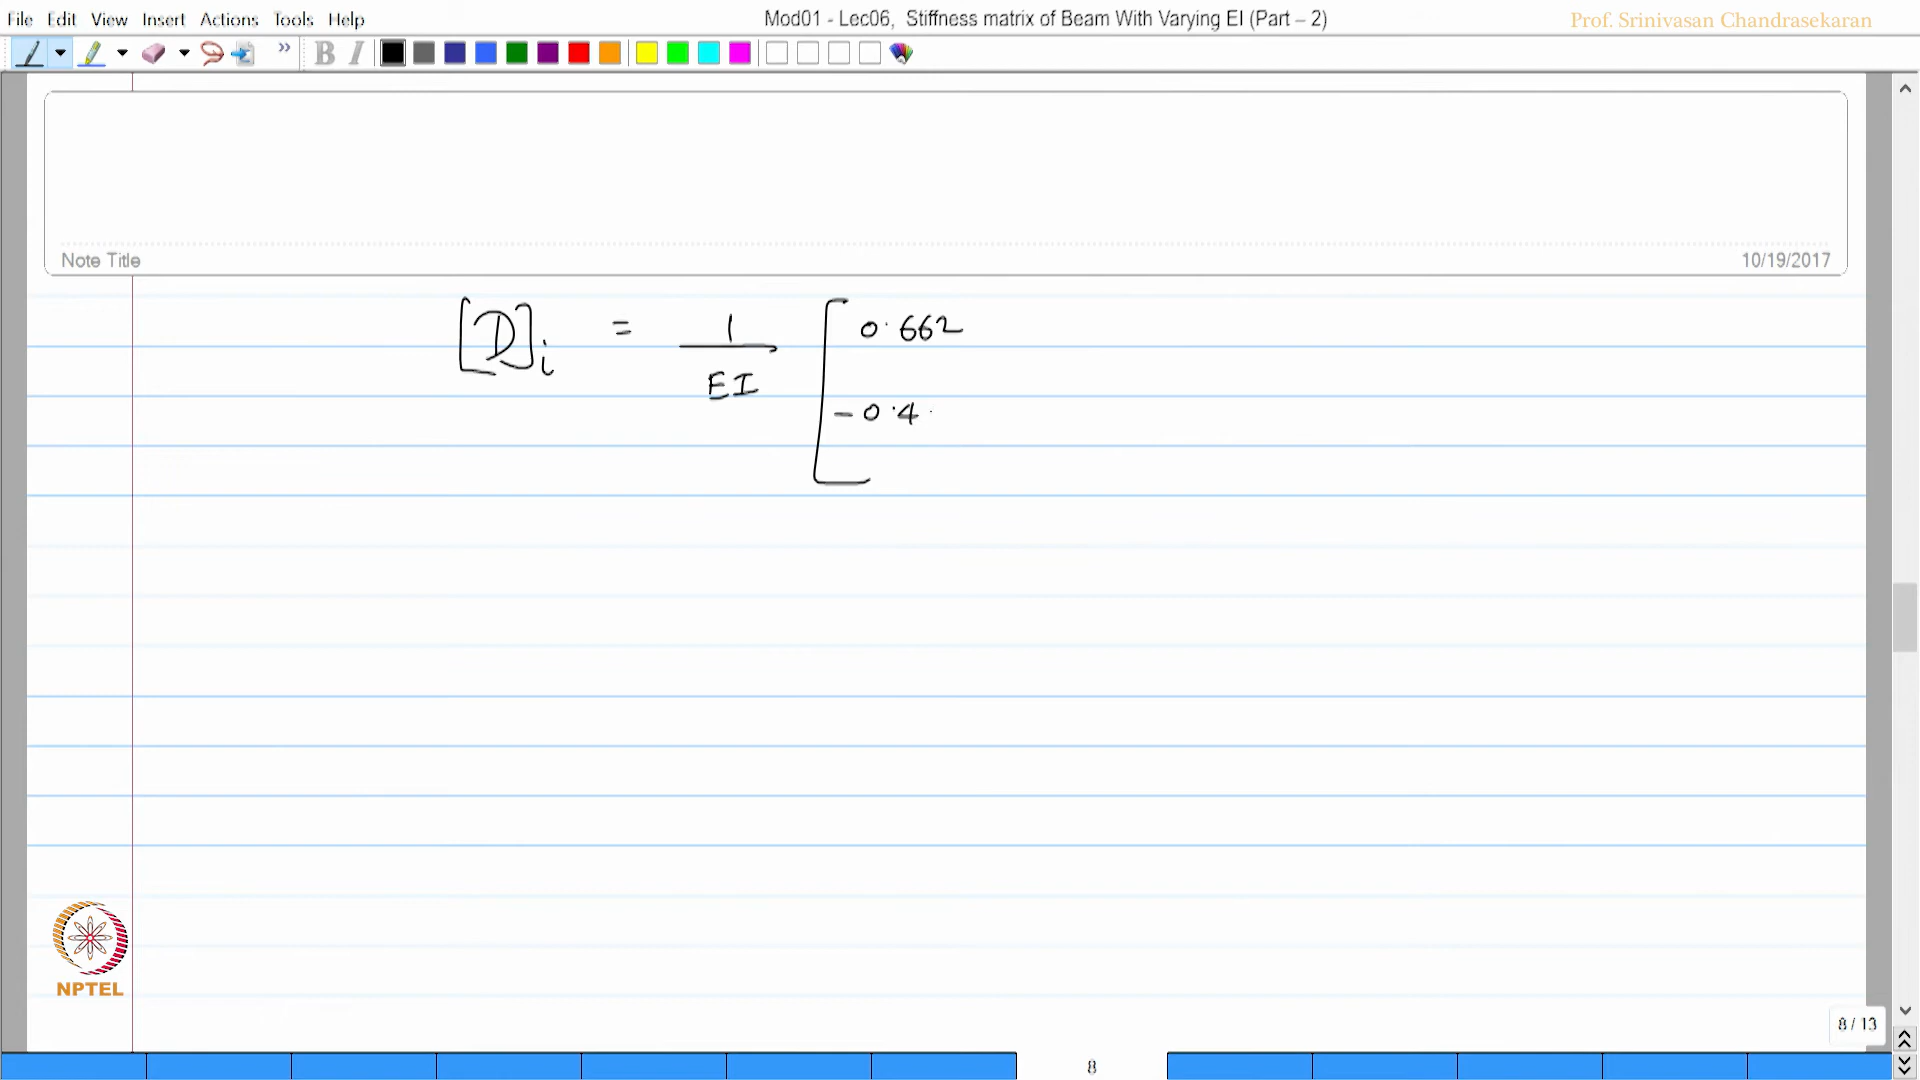 File Edit View Insert Actions Tools Help
Mod01 - Lec06, Stiffness matrix of Beam With Varying EI (Part – 2)
Prof. Srinivasan Chandrasekaran
» B I
Note Title
10/19/2017
[D]i = 1/EI [ 0.662
-0.4.
NPTEL
8 / 13
8